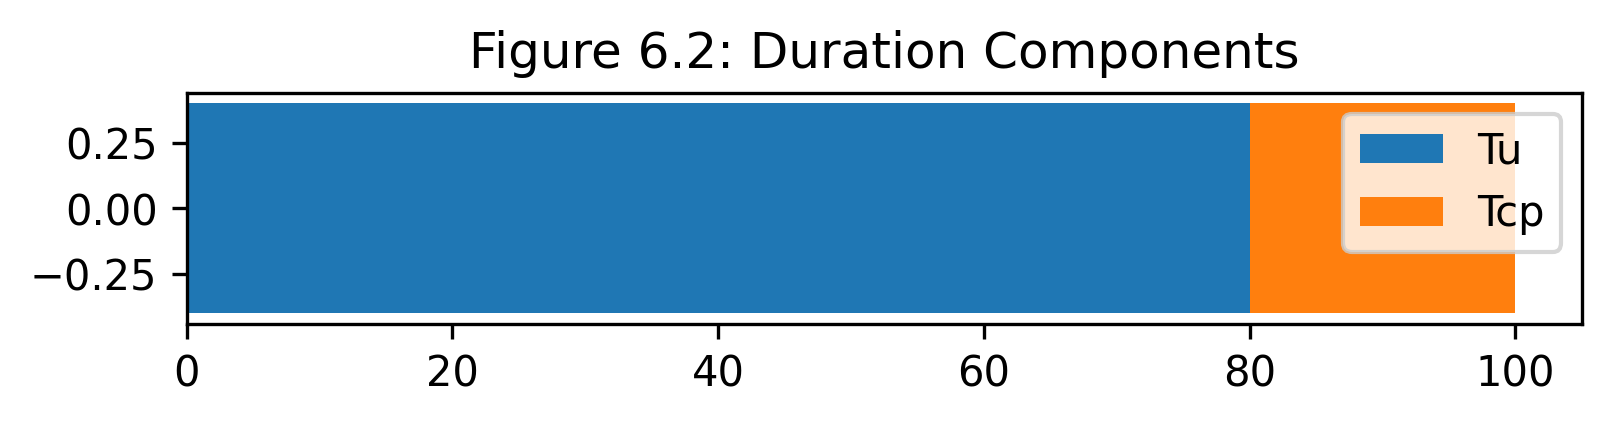 Figure 6.2: Duration Components
0.25
0.00
−0.25
Tu
Tcp
0 20 40 60 80 100